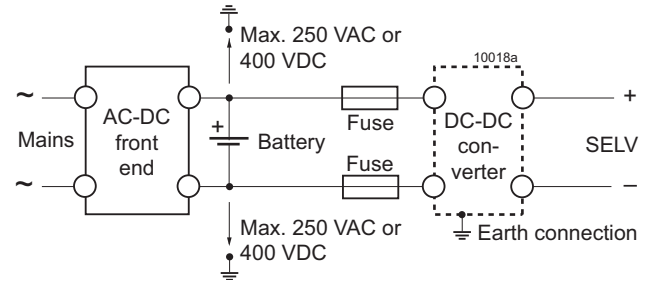 Max. 250 VAC or
400 VDC
10018a
~
+
AC-DC
front
end
Mains
+
Battery
Fuse
Fuse
DC-DC
con-
verter
SELV
~
–
Max. 250 VAC or
400 VDC
Earth connection